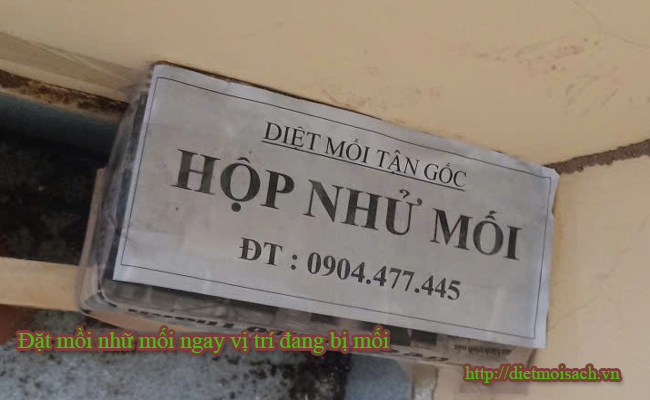 DIỆT MỐI TẬN GỐC
HỘP NHỬ MỐI
ĐT : 0904.477.445
Đặt mồi nhữ mối ngay vị trí đang bị mối
http://dietmoisach.vn